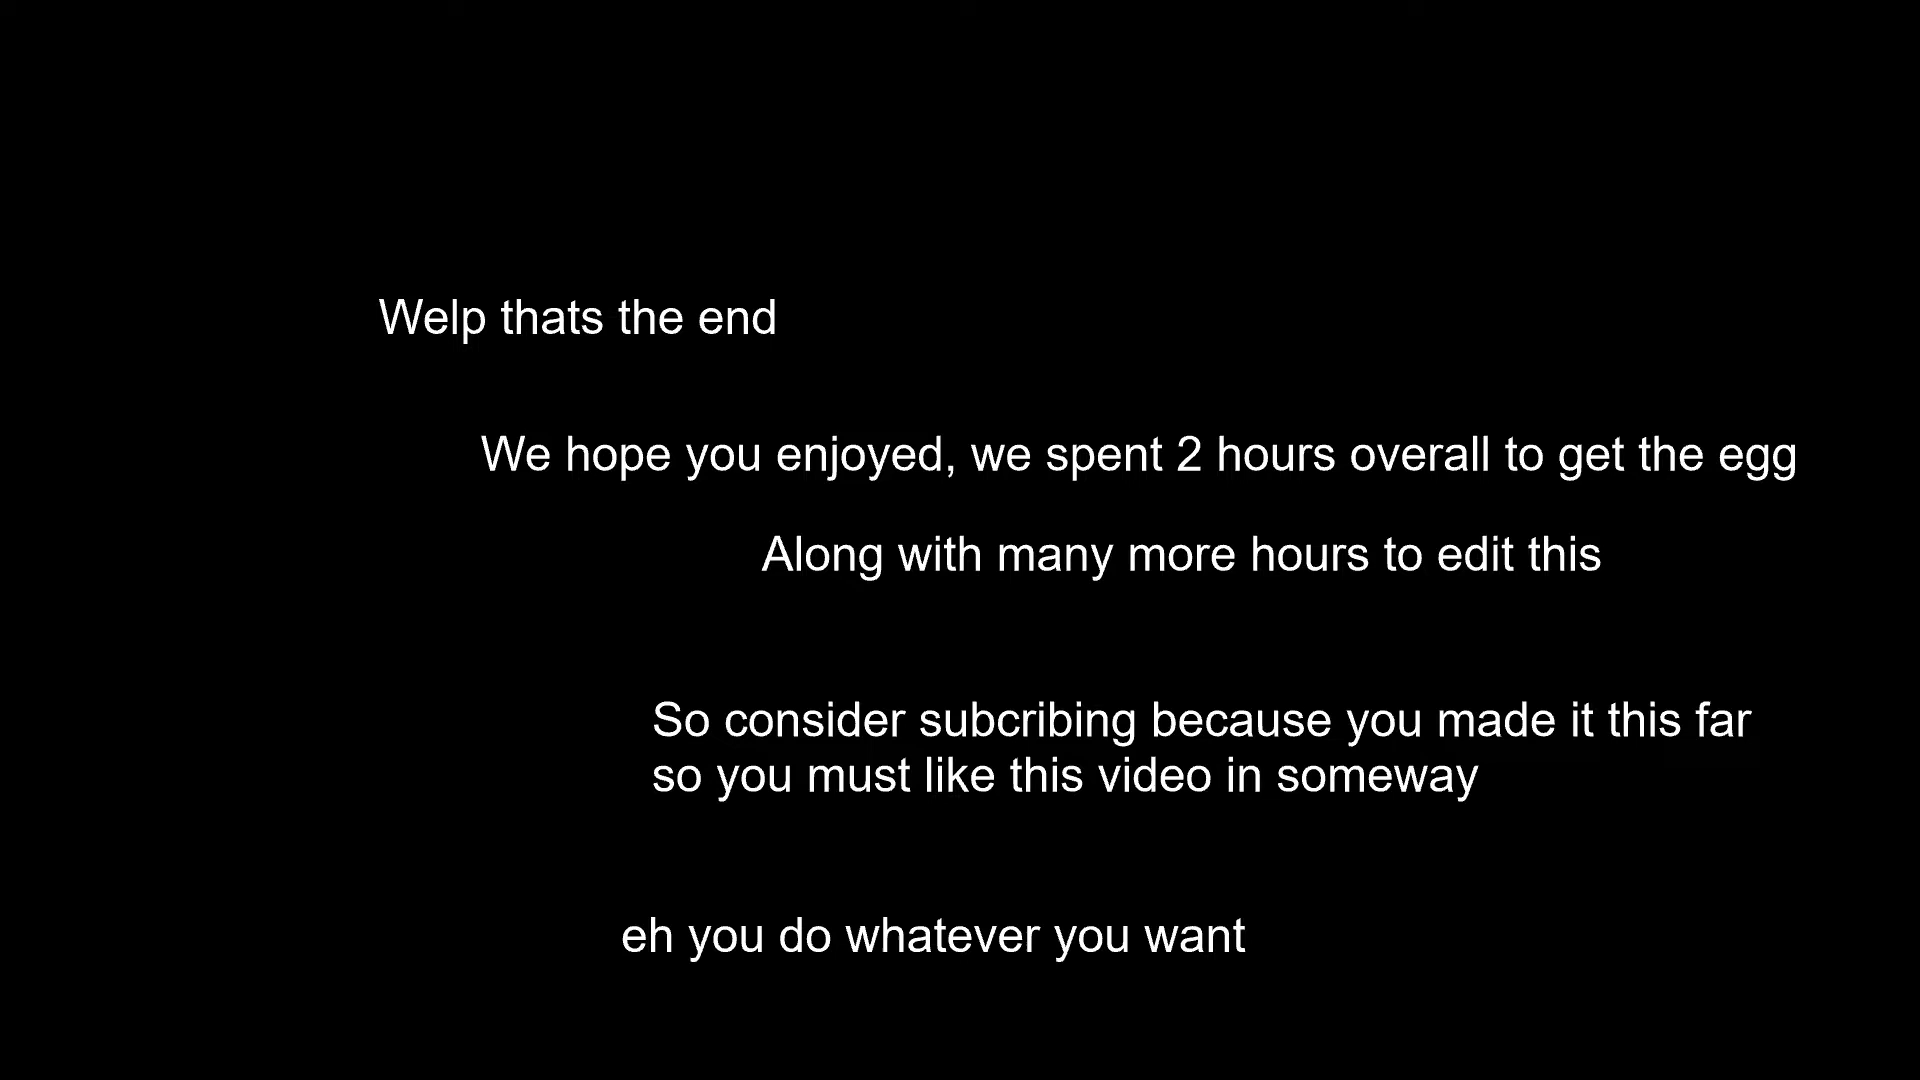 Welp thats the end
We hope you enjoyed, we spent 2 hours overall to get the egg
Along with many more hours to edit this
So consider subcribing because you made it this far
so you must like this video in someway
eh you do whatever you want